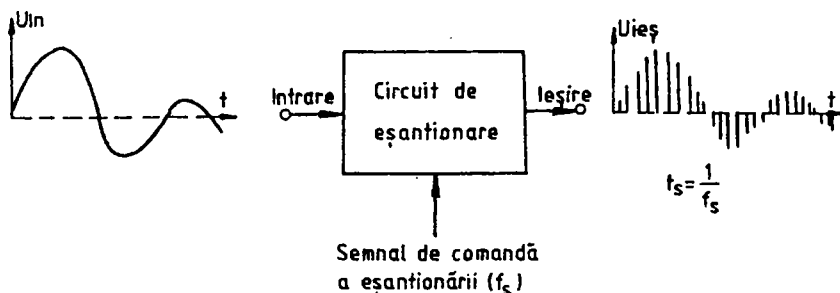 Uin
t
Intrare
Circuit de
eșantionare
Ieșire
Uieș
t
ts = 1/fs
Semnal de comandă
a eșantionării (fs)